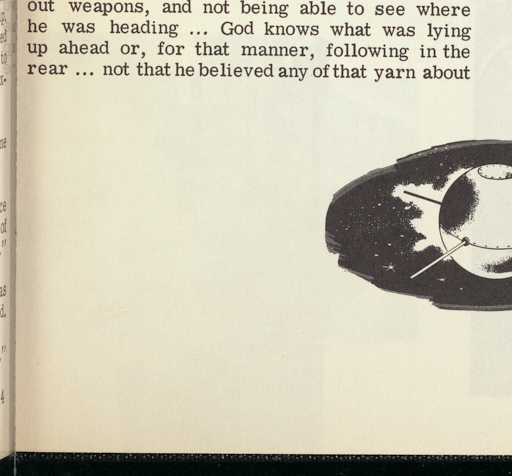 out weapons, and not being able to see where
he was heading ... God knows what was lying
up ahead or, for that manner, following in the
rear ... not that he believed any of that yarn about